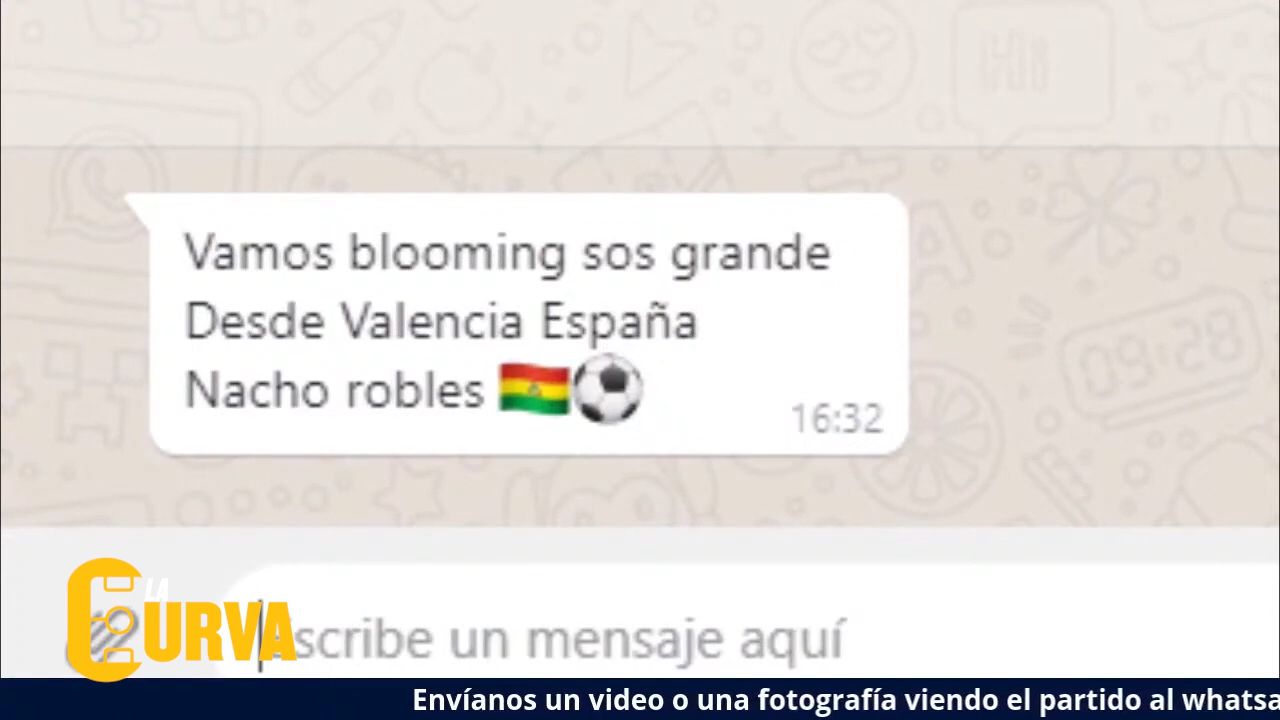 Vamos blooming sos grande
Desde Valencia España
Nacho robles 🇧🇴⚽
16:32
LA CURVA
Escribe un mensaje aquí
Envíanos un video o una fotografía viendo el partido al whatsa